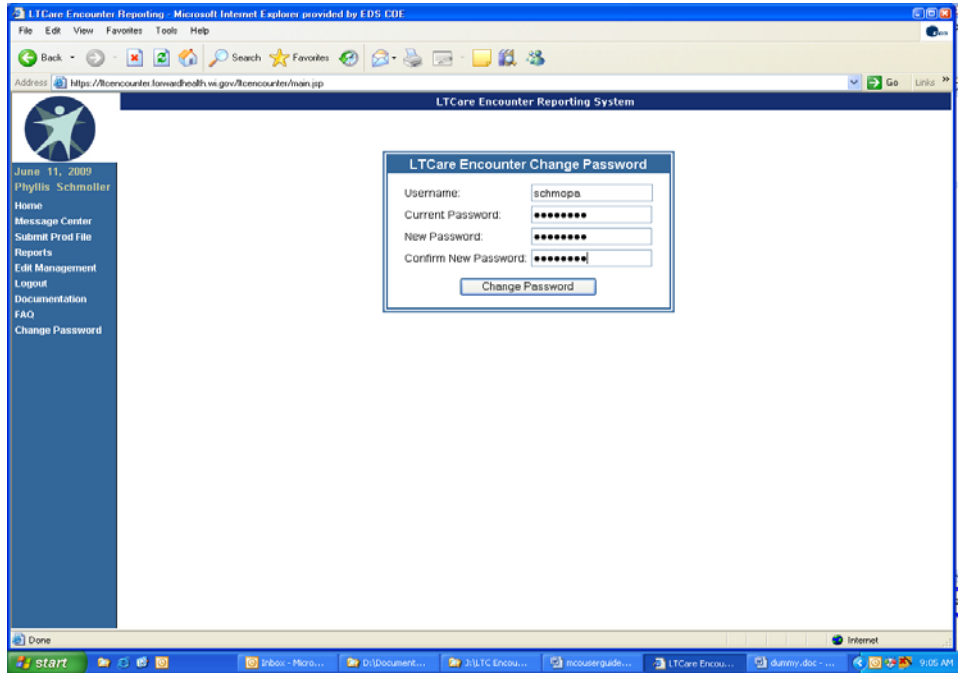 LTCare Encounter Reporting - Microsoft Internet Explorer provided by EDS COE
File Edit View Favorites Tools Help
Back Search Favorites
Address https://ltcencounter.forwardhealth.wi.gov/ltcencounter/main.jsp Go Links »
LTCare Encounter Reporting System
June 11, 2009
Phyllis Schmoller
Home
Message Center
Submit Prod File
Reports
Edit Management
Logout
Documentation
FAQ
Change Password
LTCare Encounter Change Password
Username: schmopa
Current Password: ••••••••
New Password: ••••••••
Confirm New Password: ••••••••
Change Password
Done Internet
start Inbox - Micro... D:\Document... J:\LTC Encou... mcouserguide... LTCare Encou... dummy.doc - ... 9:05 AM